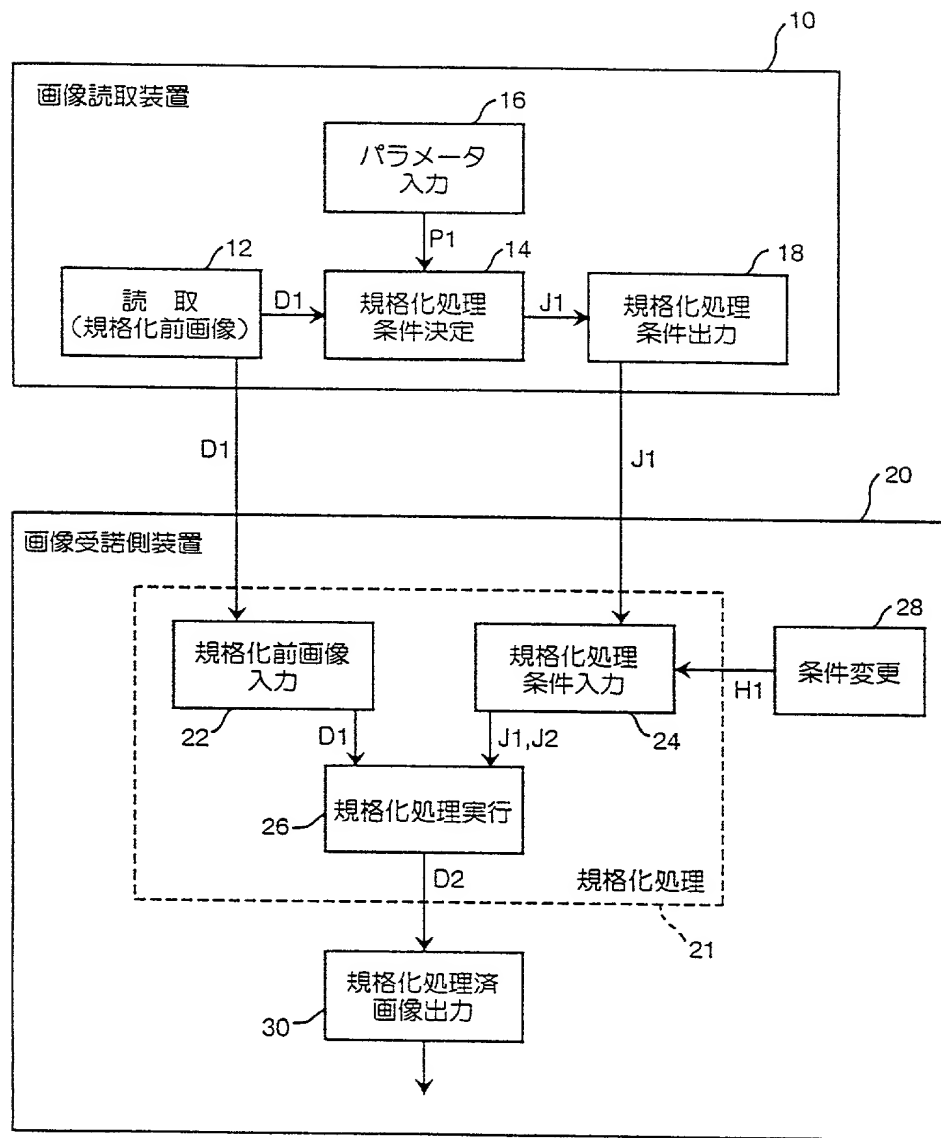 10
画像読取装置
16
パラメータ
入力
P1
12
14
18
読 取
(規格化前画像)
D1
規格化処理
条件決定
J1
規格化処理
条件出力
D1
J1
20
画像受諾側装置
28
規格化前画像
入力
規格化処理
条件入力
条件変更
H1
22
D1
J1,J2
24
26
規格化処理実行
D2
規格化処理
21
規格化処理済
画像出力
30